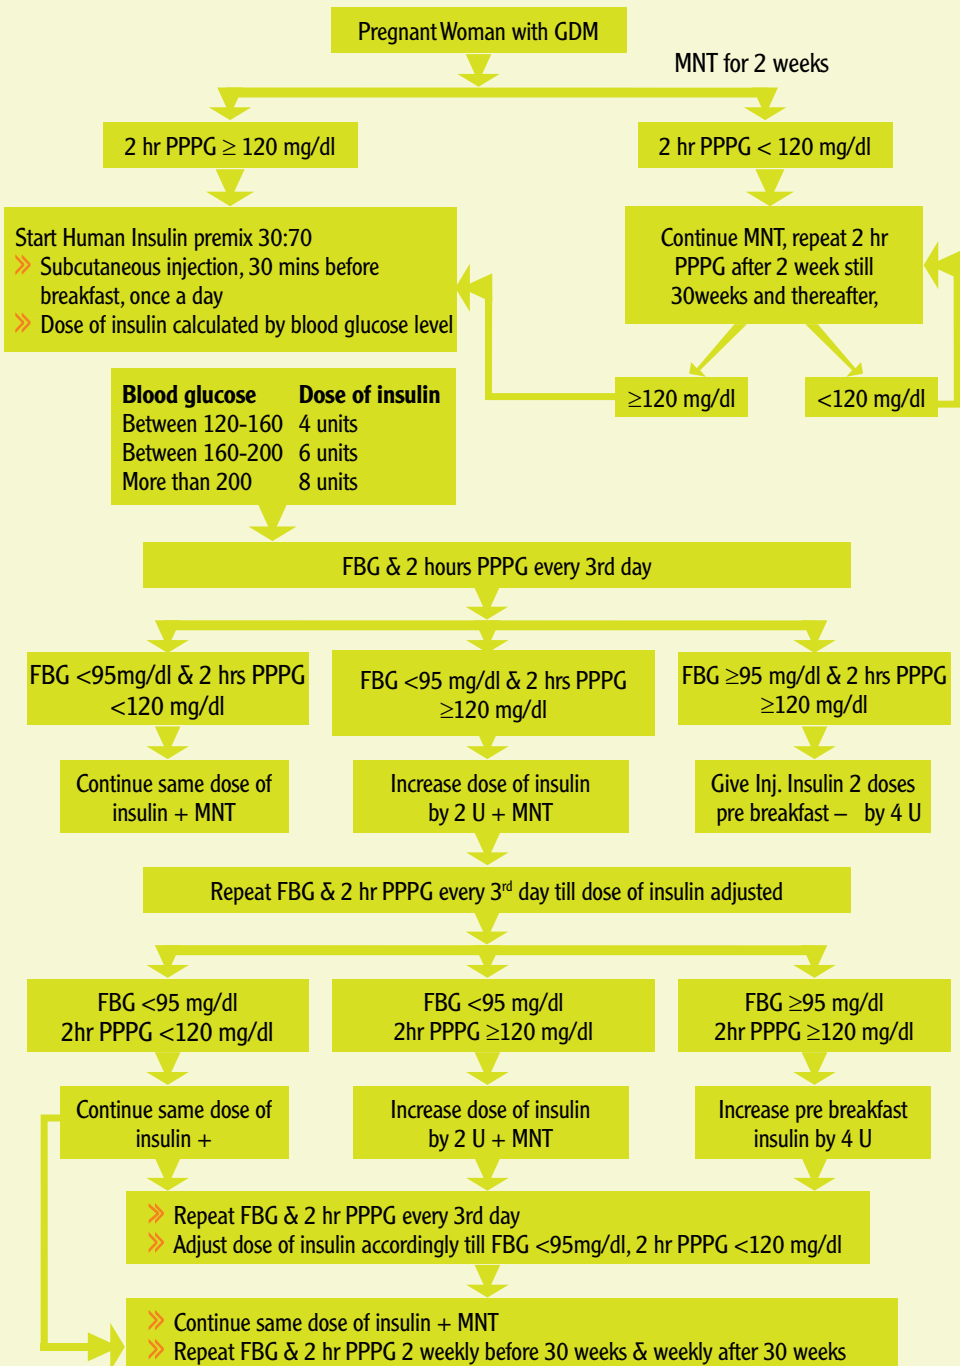 Pregnant Woman with GDM
MNT for 2 weeks
2 hr PPPG ≥ 120 mg/dl
2 hr PPPG < 120 mg/dl
Start Human Insulin premix 30:70
» Subcutaneous injection, 30 mins before
breakfast, once a day
» Dose of insulin calculated by blood glucose level
Continue MNT, repeat 2 hr
PPPG after 2 week still
30weeks and thereafter,
≥120 mg/dl
<120 mg/dl
Blood glucose Dose of insulin
Between 120-160 4 units
Between 160-200 6 units
More than 200 8 units
FBG & 2 hours PPPG every 3rd day
FBG <95mg/dl & 2 hrs PPPG
<120 mg/dl
FBG <95 mg/dl & 2 hrs PPPG
≥120 mg/dl
FBG ≥95 mg/dl & 2 hrs PPPG
≥120 mg/dl
Continue same dose of
insulin + MNT
Increase dose of insulin
by 2 U + MNT
Give Inj. Insulin 2 doses
pre breakfast – by 4 U
Repeat FBG & 2 hr PPPG every 3rd day till dose of insulin adjusted
FBG <95 mg/dl
2hr PPPG <120 mg/dl
FBG <95 mg/dl
2hr PPPG ≥120 mg/dl
FBG ≥95 mg/dl
2hr PPPG ≥120 mg/dl
Continue same dose of
insulin +
Increase dose of insulin
by 2 U + MNT
Increase pre breakfast
insulin by 4 U
» Repeat FBG & 2 hr PPPG every 3rd day
» Adjust dose of insulin accordingly till FBG <95mg/dl, 2 hr PPPG <120 mg/dl
» Continue same dose of insulin + MNT
» Repeat FBG & 2 hr PPPG 2 weekly before 30 weeks & weekly after 30 weeks